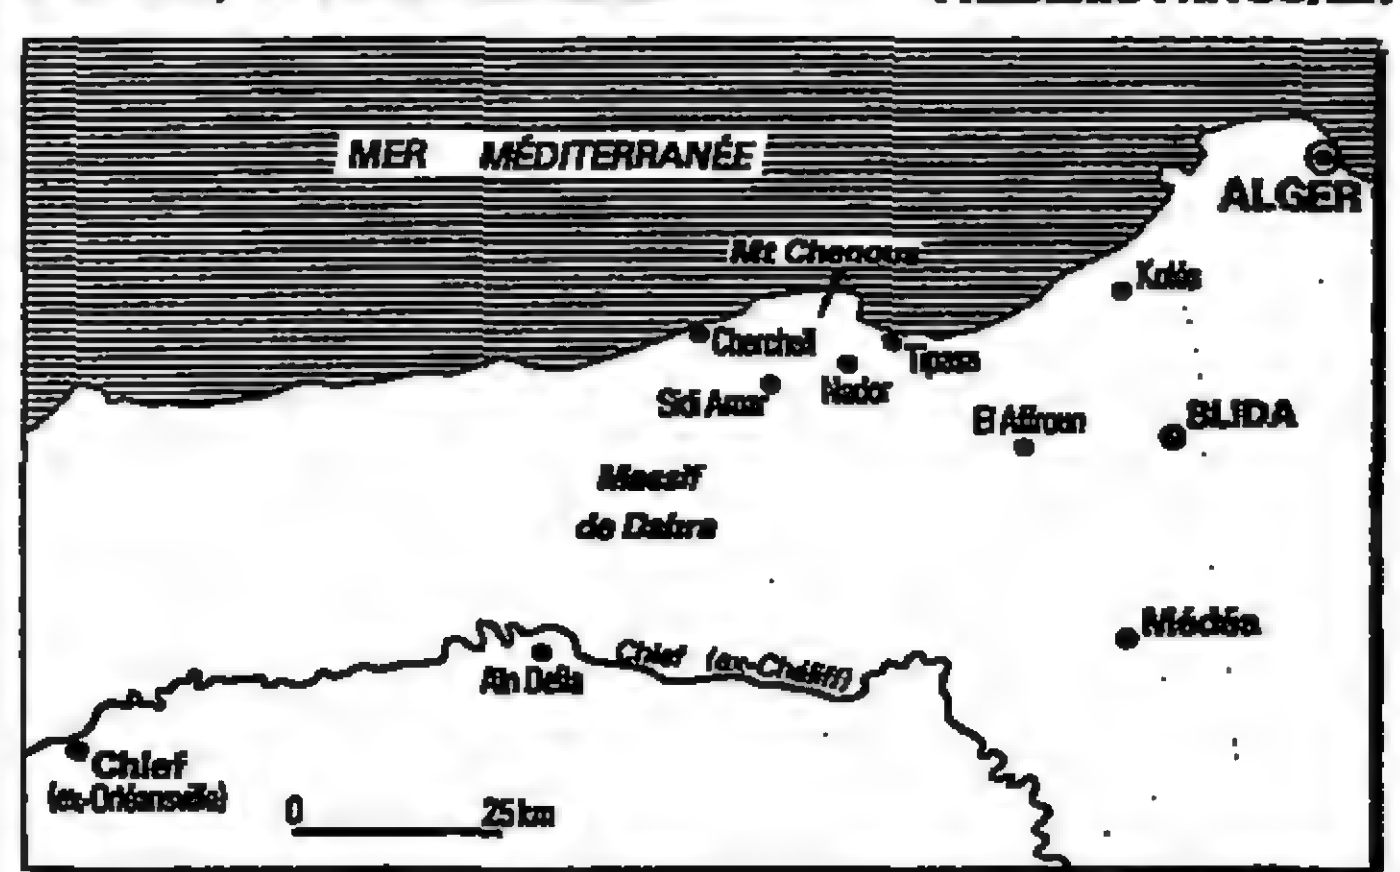 MER MÉDITERRANÉE
ALGER
Mt Chenoua
Koléa
Cherchell
Tipasa
Nador
Sidi Amar
El Affroun
BLIDA
Massif
de Dahra
Médéa
Chlef (ex-Chéliff)
Aïn Defla
Chlef
(ex-Orléansville)
0 25 km